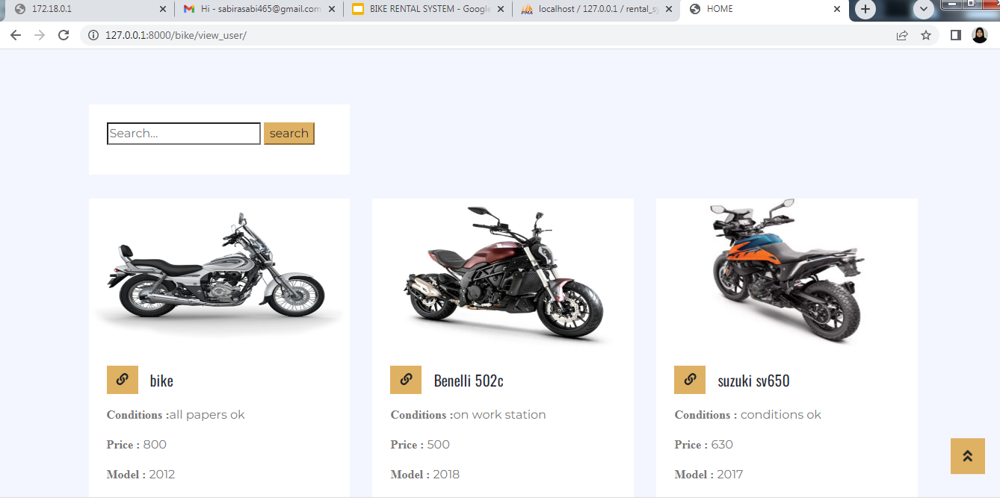 172.18.0.1
Hi - sabirasabi465@gmail.com
BIKE RENTAL SYSTEM - Google
localhost / 127.0.0.1 / rental_sy
HOME
127.0.0.1:8000/bike/view_user/
Search...
search
bike
Conditions :all papers ok
Price : 800
Model : 2012
Benelli 502c
Conditions :on work station
Price : 500
Model : 2018
suzuki sv650
Conditions : conditions ok
Price : 630
Model : 2017